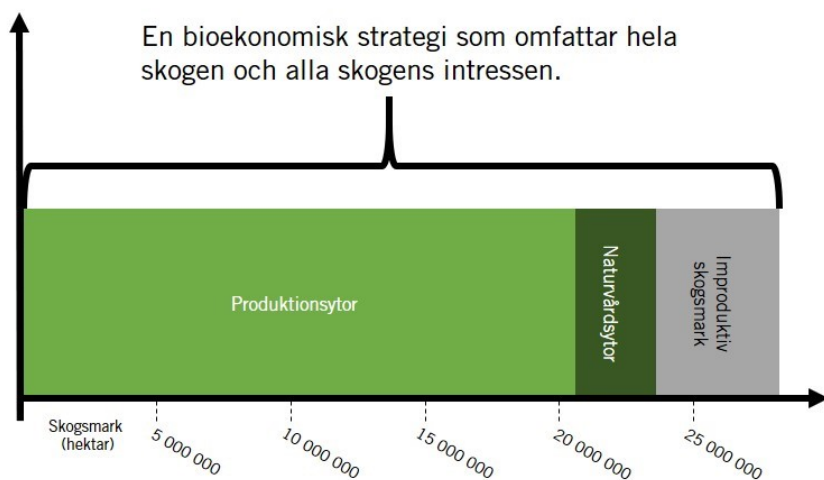 En bioekonomisk strategi som omfattar hela
skogen och alla skogens intressen.
Produktionsytor
Naturvårdsytor
Improduktiv
skogsmark
Skogsmark
(hektar)
5 000 000
10 000 000
15 000 000
20 000 000
25 000 000